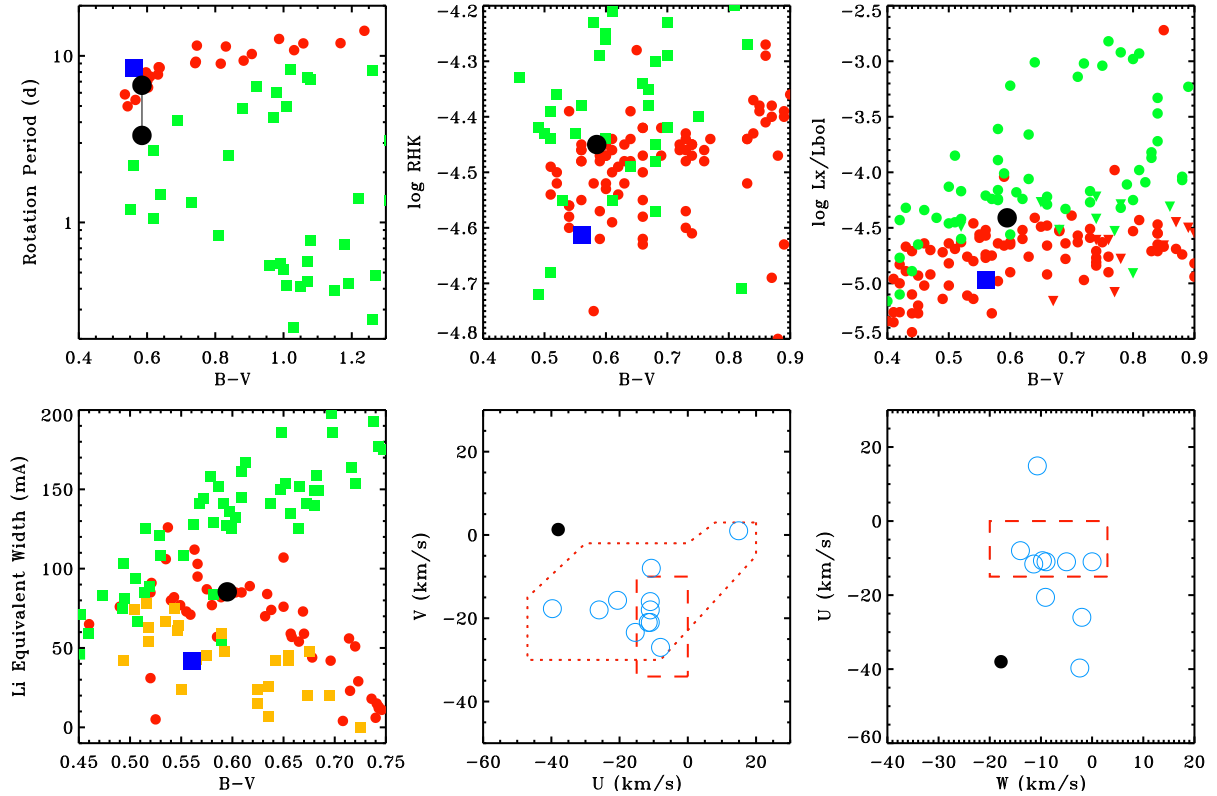 Rotation Period (d)
10
1
0.4 0.6 0.8 1.0 1.2
B−V
log RHK
−4.2
−4.3
−4.4
−4.5
−4.6
−4.7
−4.8
0.4 0.5 0.6 0.7 0.8 0.9
B−V
log Lx/Lbol
−2.5
−3.0
−3.5
−4.0
−4.5
−5.0
−5.5
0.4 0.5 0.6 0.7 0.8 0.9
B−V
Li Equivalent Width (mA)
200
150
100
50
0
0.45 0.50 0.55 0.60 0.65 0.70 0.75
B−V
V (km/s)
20
0
−20
−40
−60 −40 −20 0 20
U (km/s)
U (km/s)
20
0
−20
−40
−60
−40 −30 −20 −10 0 10 20
W (km/s)